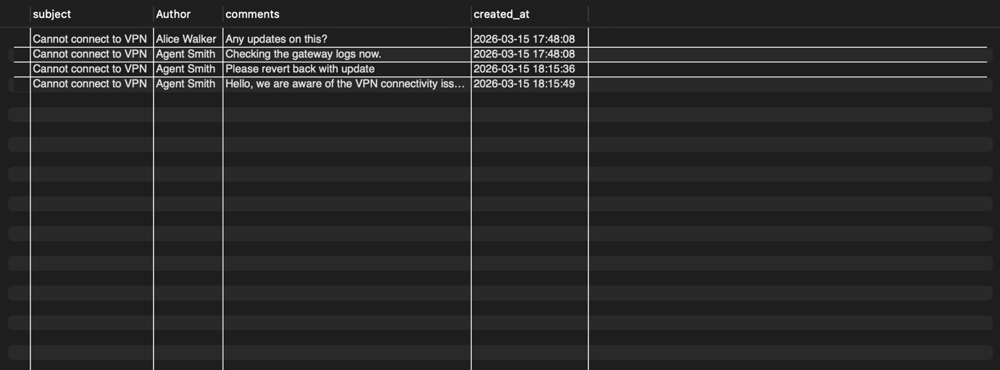 subject Author comments created_at
Cannot connect to VPN Alice Walker Any updates on this? 2026-03-15 17:48:08
Cannot connect to VPN Agent Smith Checking the gateway logs now. 2026-03-15 17:48:08
Cannot connect to VPN Agent Smith Please revert back with update 2026-03-15 18:15:36
Cannot connect to VPN Agent Smith Hello, we are aware of the VPN connectivity iss… 2026-03-15 18:15:49